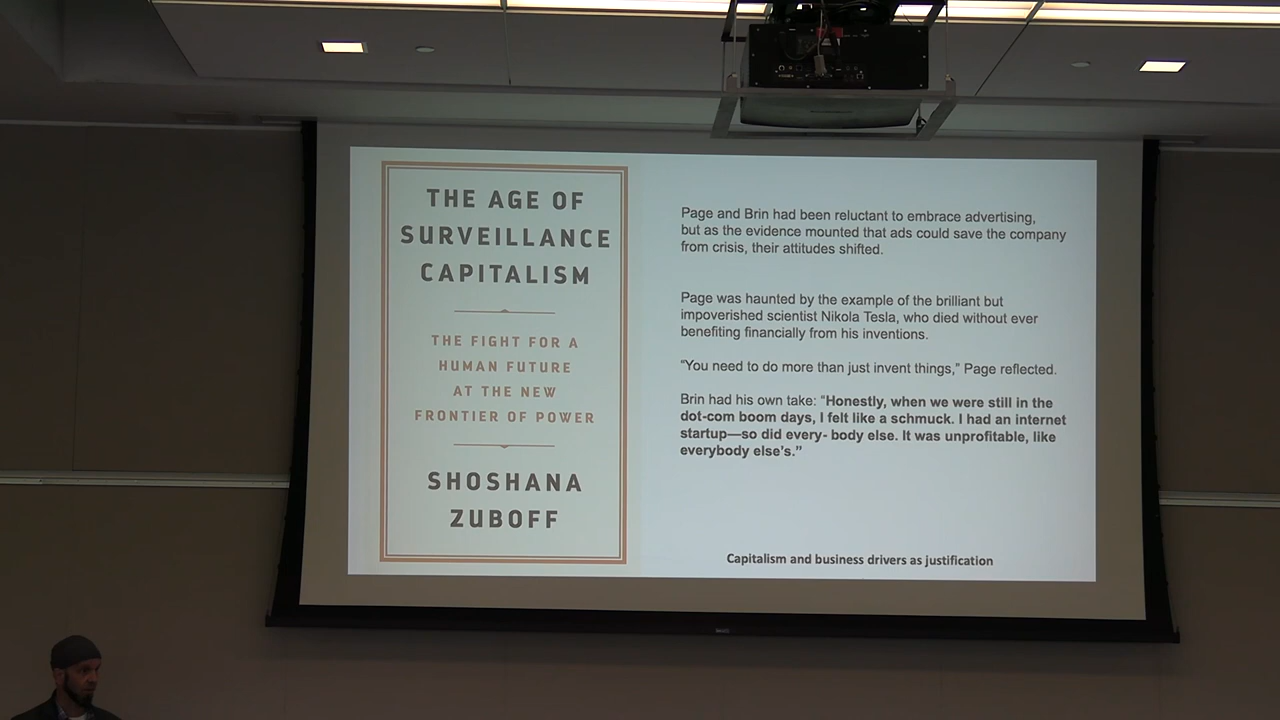 THE AGE OF
SURVEILLANCE
CAPITALISM
THE FIGHT FOR A
HUMAN FUTURE
AT THE NEW
FRONTIER OF POWER
SHOSHANA
ZUBOFF
Page and Brin had been reluctant to embrace advertising,
but as the evidence mounted that ads could save the company
from crisis, their attitudes shifted.
Page was haunted by the example of the brilliant but
impoverished scientist Nikola Tesla, who died without ever
benefiting financially from his inventions.
“You need to do more than just invent things,” Page reflected.
Brin had his own take: “Honestly, when we were still in the
dot-com boom days, I felt like a schmuck. I had an internet
startup—so did every- body else. It was unprofitable, like
everybody else’s.”
Capitalism and business drivers as justification